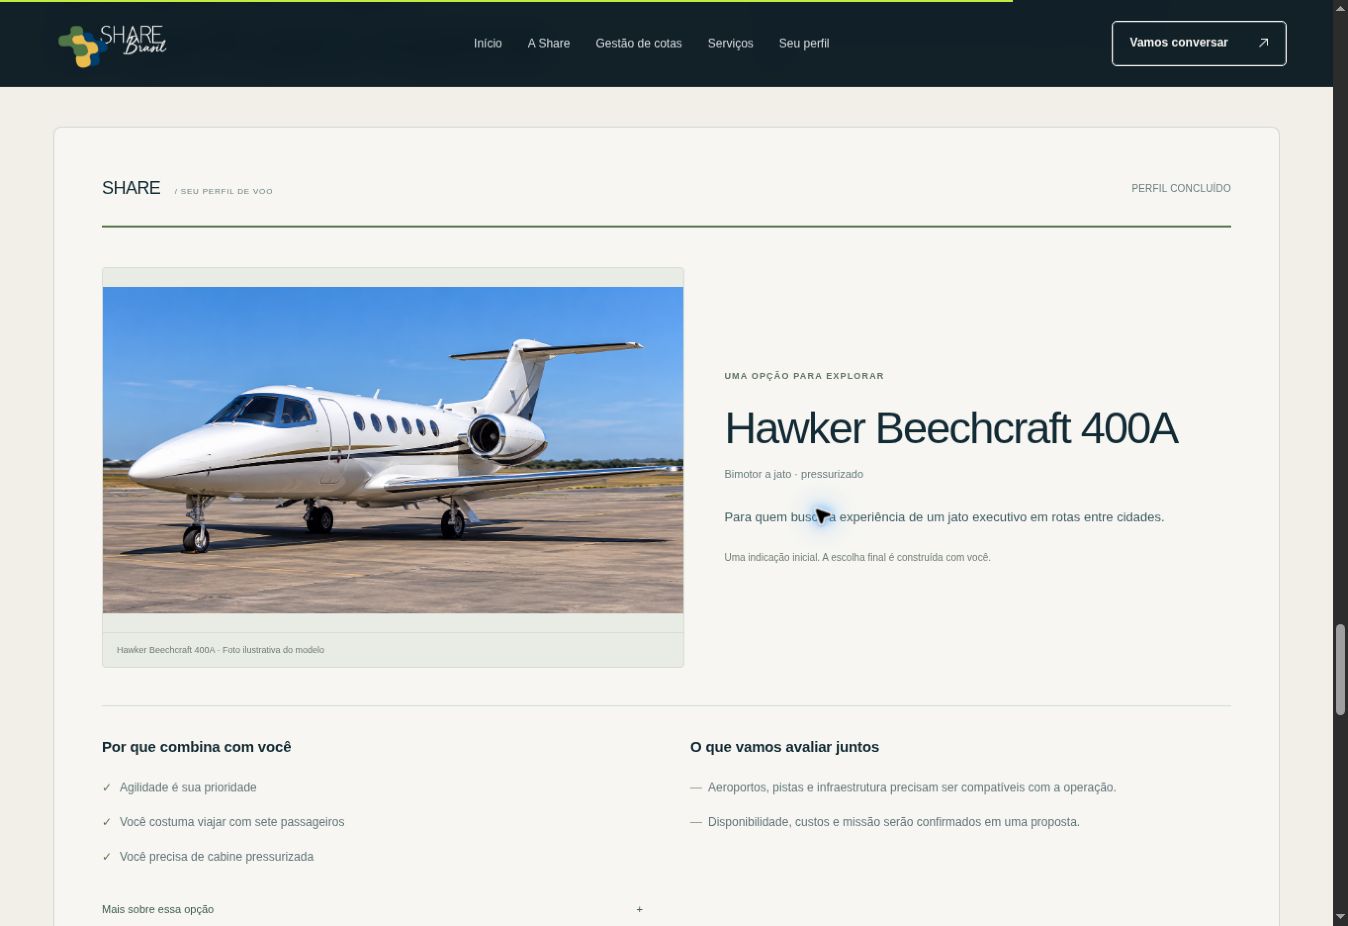 SHARE
Brasil
Início
A Share
Gestão de cotas
Serviços
Seu perfil
Vamos conversar
SHARE / SEU PERFIL DE VOO
PERFIL CONCLUÍDO
UMA OPÇÃO PARA EXPLORAR
Hawker Beechcraft 400A
Bimotor a jato · pressurizado
Para quem busca a experiência de um jato executivo em rotas entre cidades.
Uma indicação inicial. A escolha final é construída com você.
Hawker Beechcraft 400A · Foto ilustrativa do modelo
Por que combina com você
✓ Agilidade é sua prioridade
✓ Você costuma viajar com sete passageiros
✓ Você precisa de cabine pressurizada
Mais sobre essa opção +
O que vamos avaliar juntos
— Aeroportos, pistas e infraestrutura precisam ser compatíveis com a operação.
— Disponibilidade, custos e missão serão confirmados em uma proposta.